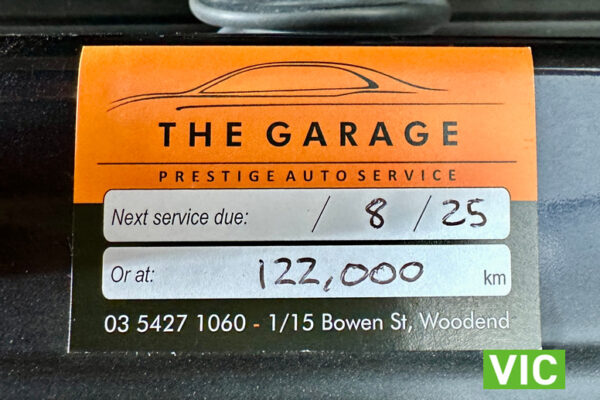 THE GARAGE
PRESTIGE AUTO SERVICE
Next service due: / 8 / 25
Or at: 122,000 km
03 5427 1060 - 1/15 Bowen St, Woodend
VIC